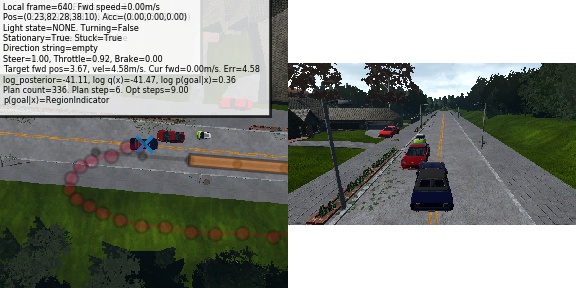 Local frame=640. Fwd speed=0.00m/s
Pos=(0.23,82.28,38.10). Acc=(0.00,0.00,0.00)
Light state=NONE. Turning=False
Stationary=True. Stuck=True
Direction string=empty
Steer=1.00, Throttle=0.92, Brake=0.00
Target fwd pos=3.67, vel=4.58m/s. Cur fwd=0.00m/s. Err=4.58
log_posterior=-41.11, log q(x)=-41.47, log p(goal|x)=0.36
Plan count=336. Plan step=6. Opt steps=9.00
p(goal|x)=RegionIndicator